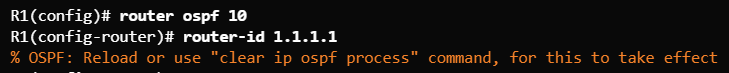 R1(config)# router ospf 10
R1(config-router)# router-id 1.1.1.1
% OSPF: Reload or use "clear ip ospf process" command, for this to take effect